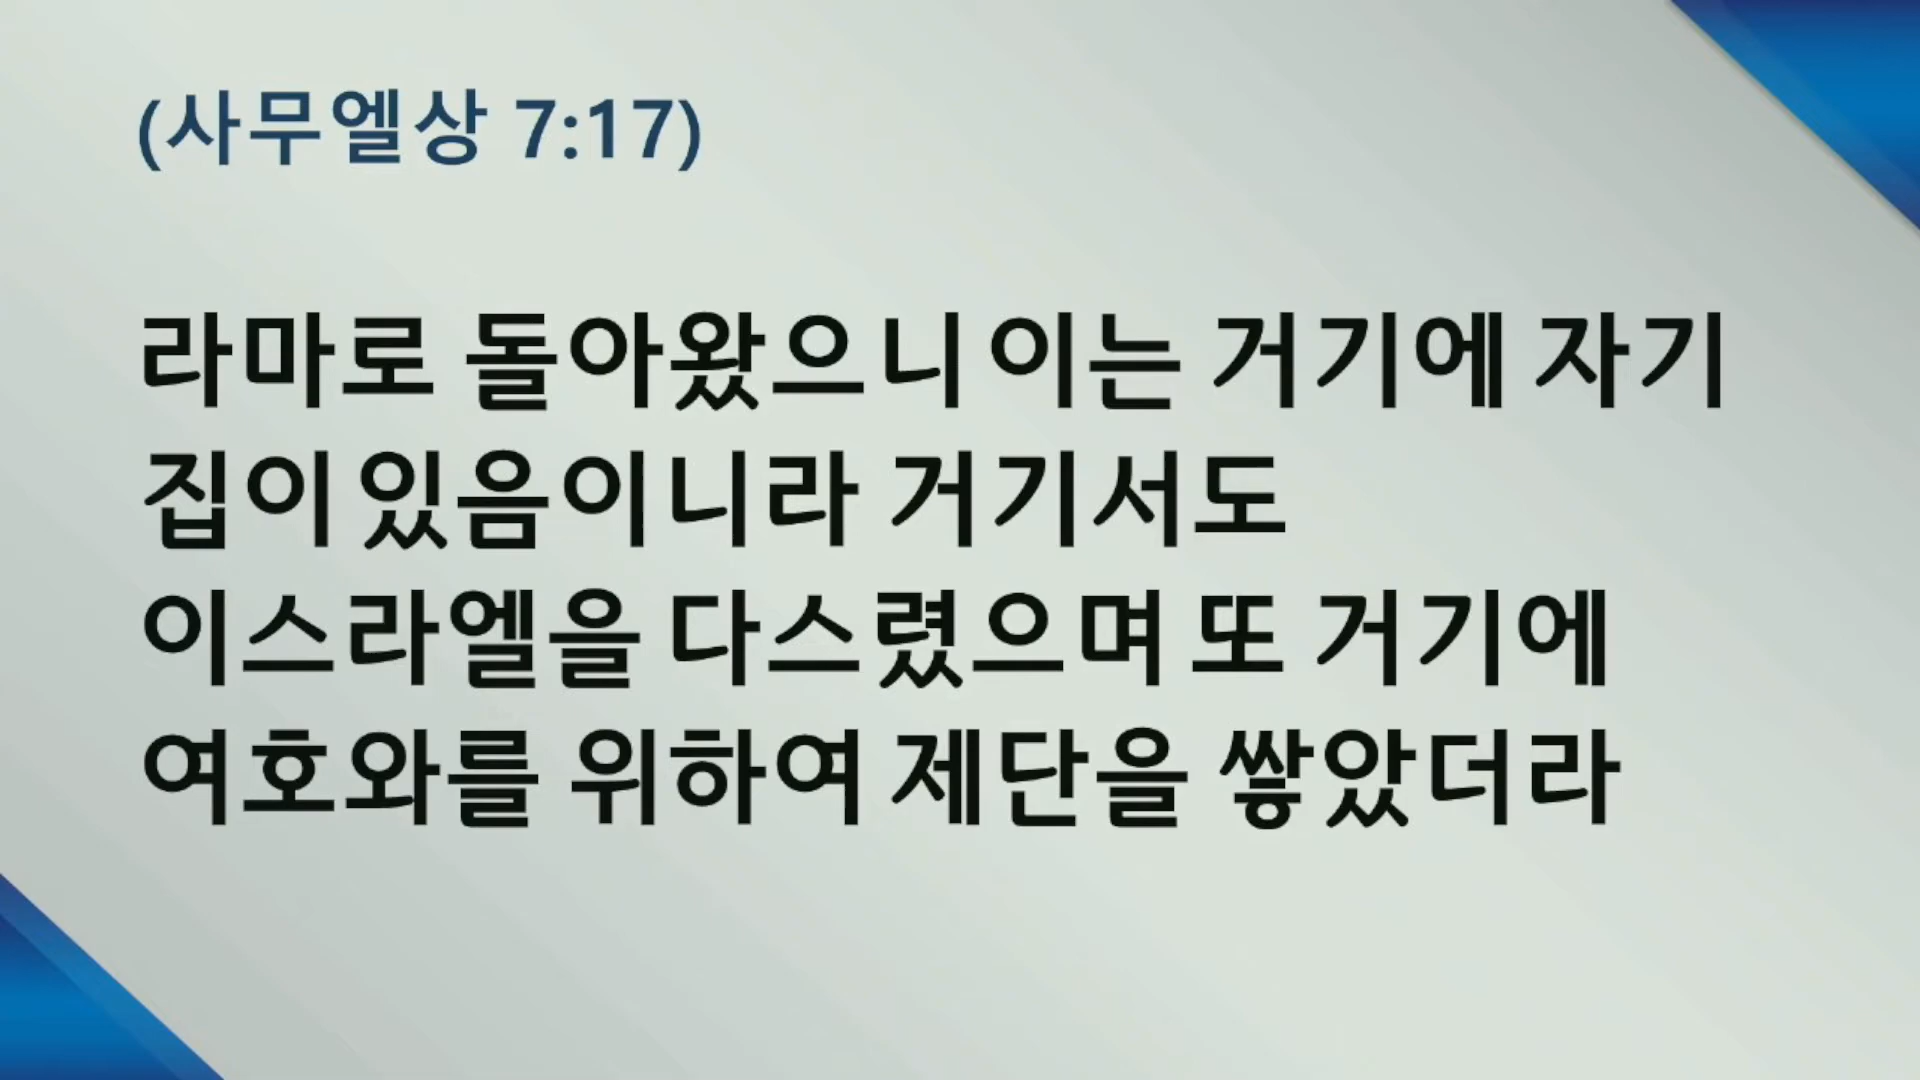 (사무엘상 7:17)
라마로 돌아왔으니 이는 거기에 자기
집이 있음이니라 거기서도
이스라엘을 다스렸으며 또 거기에
여호와를 위하여 제단을 쌓았더라